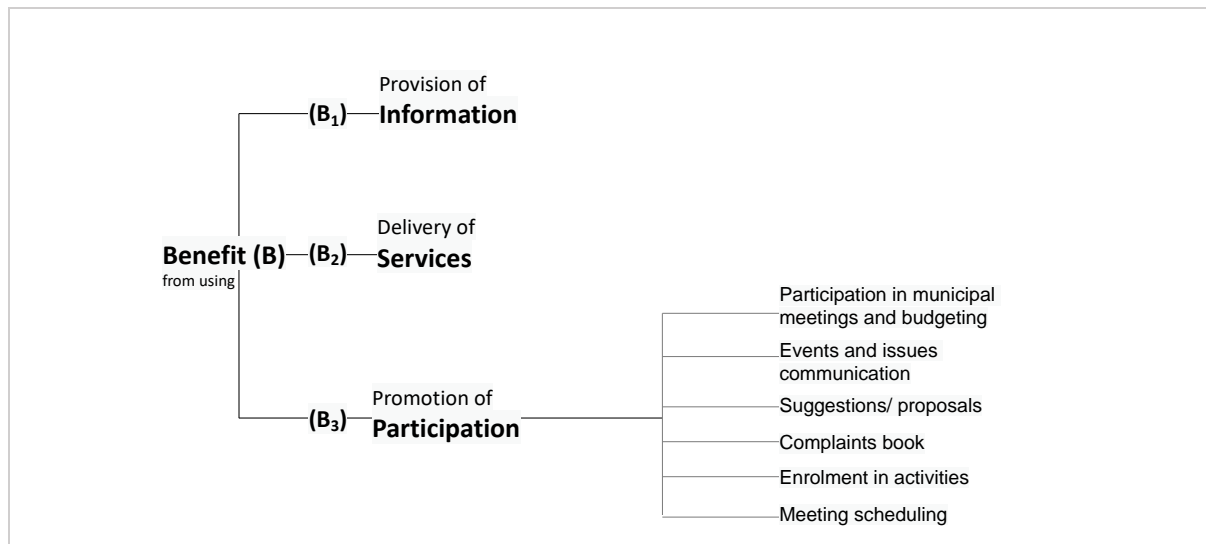 Provision of
(B₁) Information
Delivery of
Benefit (B) (B₂) Services
from using
Participation in municipal
meetings and budgeting
Events and issues
communication
Promotion of
(B₃) Participation
Suggestions/ proposals
Complaints book
Enrolment in activities
Meeting scheduling